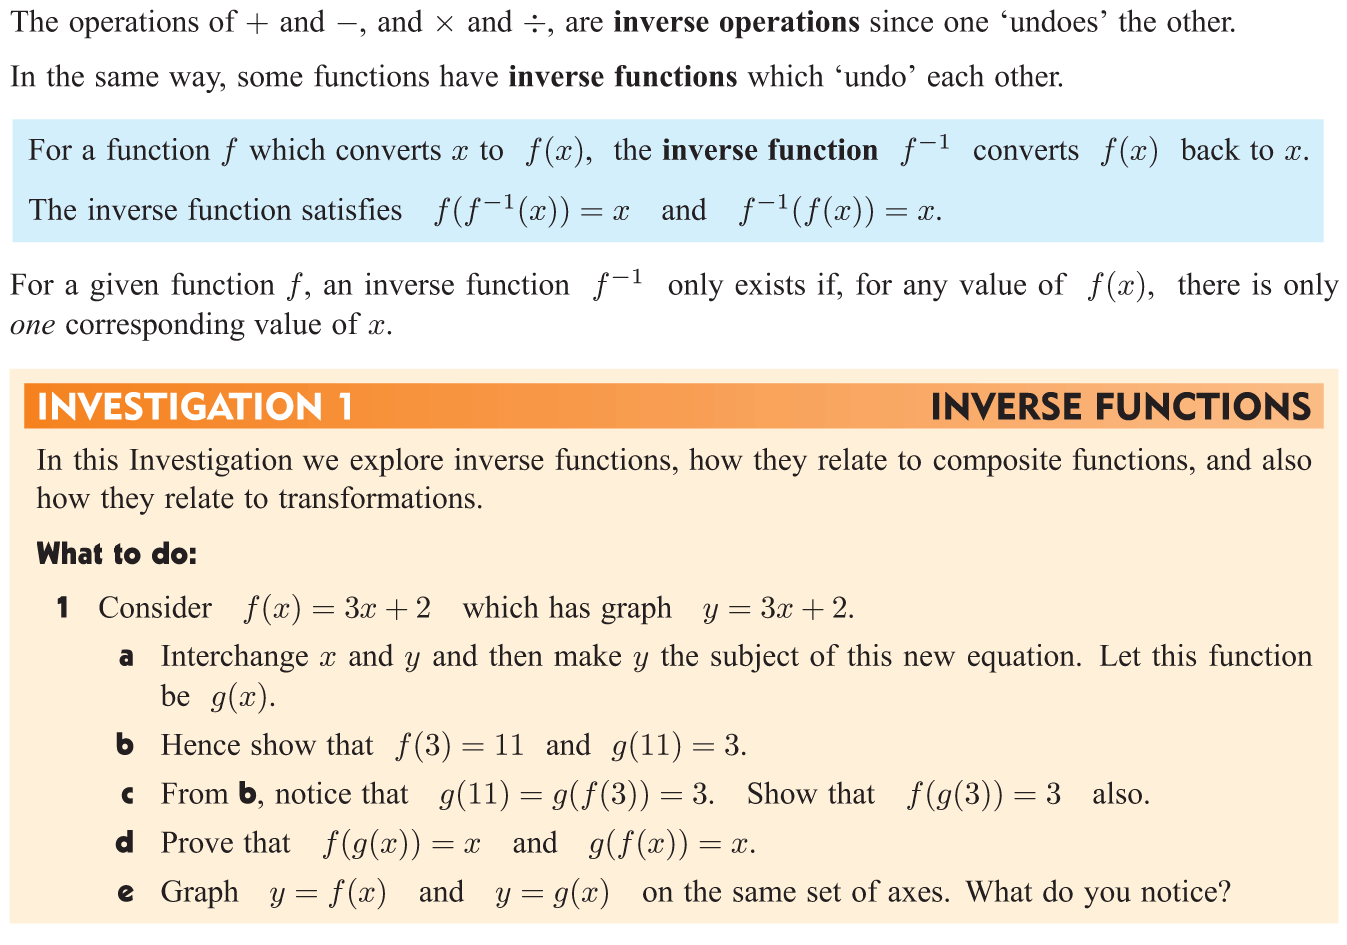 The operations of + and −, and × and ÷, are inverse operations since one ‘undoes’ the other.
In the same way, some functions have inverse functions which ‘undo’ each other.
For a function f which converts x to f(x), the inverse function f⁻¹ converts f(x) back to x.
The inverse function satisfies f(f⁻¹(x)) = x and f⁻¹(f(x)) = x.
For a given function f, an inverse function f⁻¹ only exists if, for any value of f(x), there is only
one corresponding value of x.
INVESTIGATION 1 INVERSE FUNCTIONS
In this Investigation we explore inverse functions, how they relate to composite functions, and also
how they relate to transformations.
What to do:
1 Consider f(x) = 3x + 2 which has graph y = 3x + 2.
a Interchange x and y and then make y the subject of this new equation. Let this function
be g(x).
b Hence show that f(3) = 11 and g(11) = 3.
c From b, notice that g(11) = g(f(3)) = 3. Show that f(g(3)) = 3 also.
d Prove that f(g(x)) = x and g(f(x)) = x.
e Graph y = f(x) and y = g(x) on the same set of axes. What do you notice?